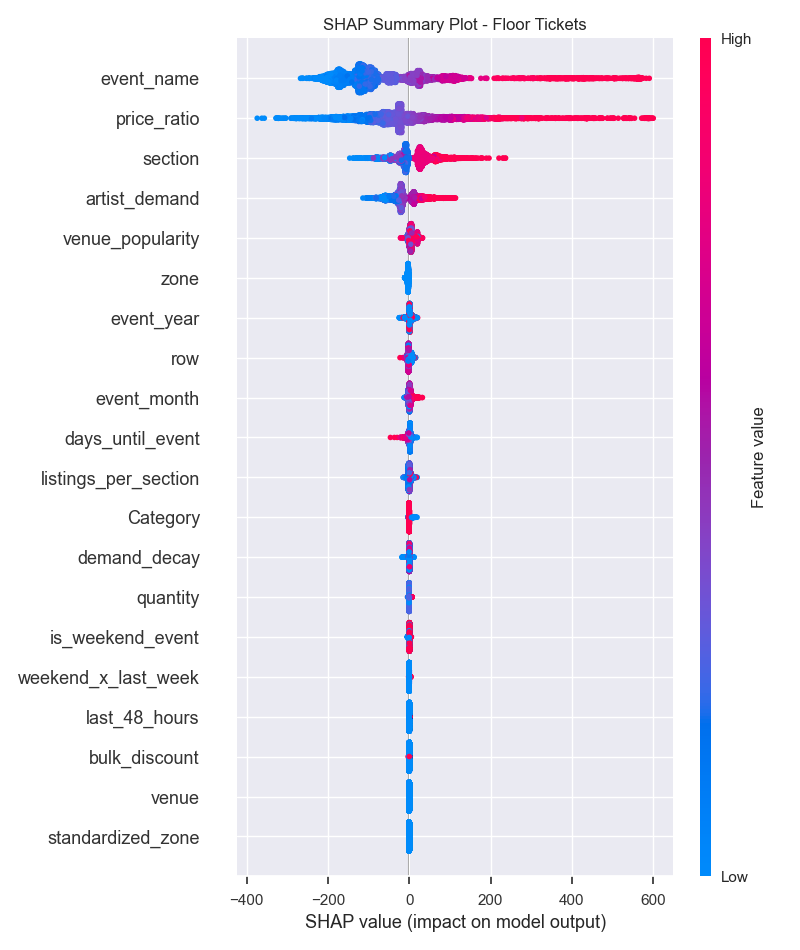 SHAP Summary Plot - Floor Tickets
High
event_name
price_ratio
section
artist_demand
venue_popularity
zone
event_year
row
event_month
days_until_event
listings_per_section
Category
demand_decay
quantity
is_weekend_event
weekend_x_last_week
last_48_hours
bulk_discount
venue
standardized_zone
Feature value
Low
−400 −200 0 200 400 600
SHAP value (impact on model output)